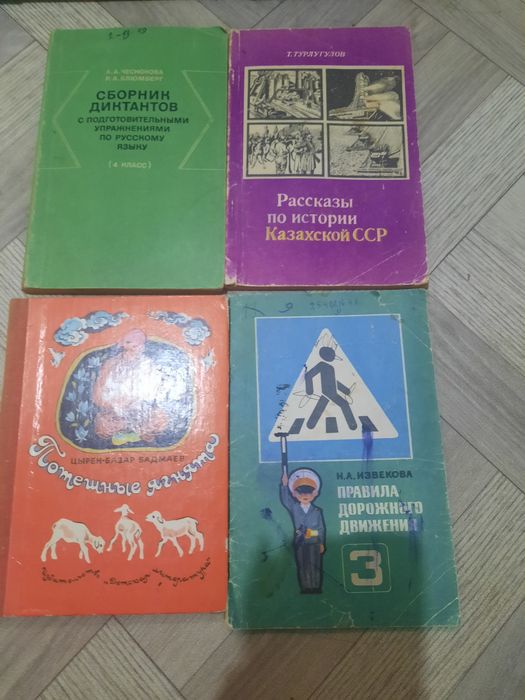 Л.А. ЧЕСНОКОВА
Р.А. БЛЮМБЕРГ
СБОРНИК
ДИКТАНТОВ
С ПОДГОТОВИТЕЛЬНЫМИ
УПРАЖНЕНИЯМИ
ПО РУССКОМУ
ЯЗЫКУ
(4 КЛАСС)
Т. ТУРЛУГУЛОВ
Рассказы
по истории
Казахской ССР
ЦЫРЕН-БАЗАР БАДМАЕВ
Потешные ягнята
Издательство „Детская литература"
Я
Н.А. ИЗВЕКОВА
ПРАВИЛА
ДОРОЖНОГО
ДВИЖЕНИЯ
3